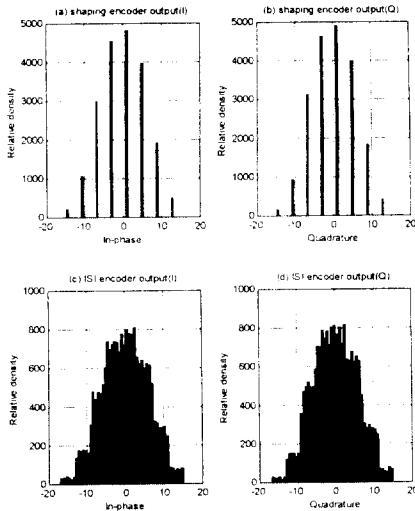 (a) shaping encoder output(I)
(b) shaping encoder output(Q)
Relative density
5000
4000
3000
2000
1000
0
-20 -10 0 10 20
In-phase
Relative density
5000
4000
3000
2000
1000
0
-20 -10 0 10 20
Quadrature
(c) ISI encoder output(I)
(d) ISI encoder output(Q)
Relative density
1000
800
600
400
200
0
-20 -10 0 10 20
In-phase
Relative density
1000
800
600
400
200
0
-20 -10 0 10 20
Quadrature